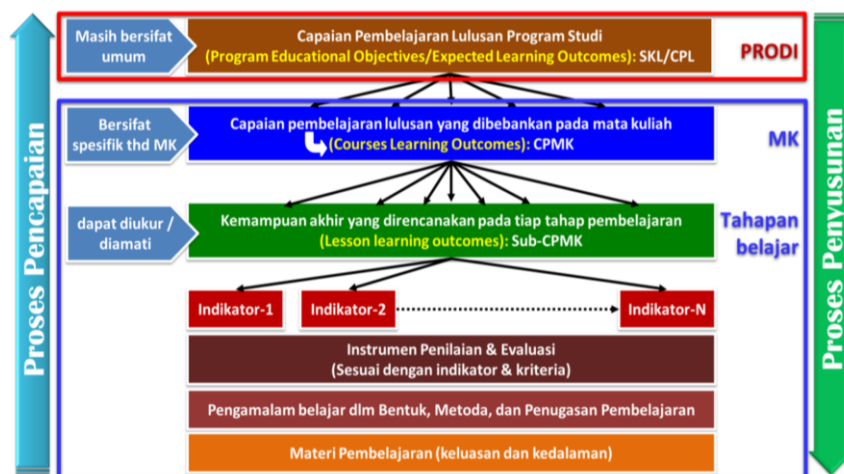 Masih bersifat
umum
Capaian Pembelajaran Lulusan Program Studi
(Program Educational Objectives/Expected Learning Outcomes): SKL/CPL
PRODI
Bersifat
spesifik thd MK
Capaian pembelajaran lulusan yang dibebankan pada mata kuliah
(Courses Learning Outcomes): CPMK
MK
dapat diukur /
diamati
Kemampuan akhir yang direncanakan pada tiap tahap pembelajaran
(Lesson learning outcomes): Sub-CPMK
Tahapan
belajar
Indikator-1
Indikator-2
Indikator-N
Instrumen Penilaian & Evaluasi
(Sesuai dengan indikator & kriteria)
Pengamalam belajar dlm Bentuk, Metoda, dan Penugasan Pembelajaran
Materi Pembelajaran (keluasan dan kedalaman)
Proses Pencapaian
Proses Penyusunan